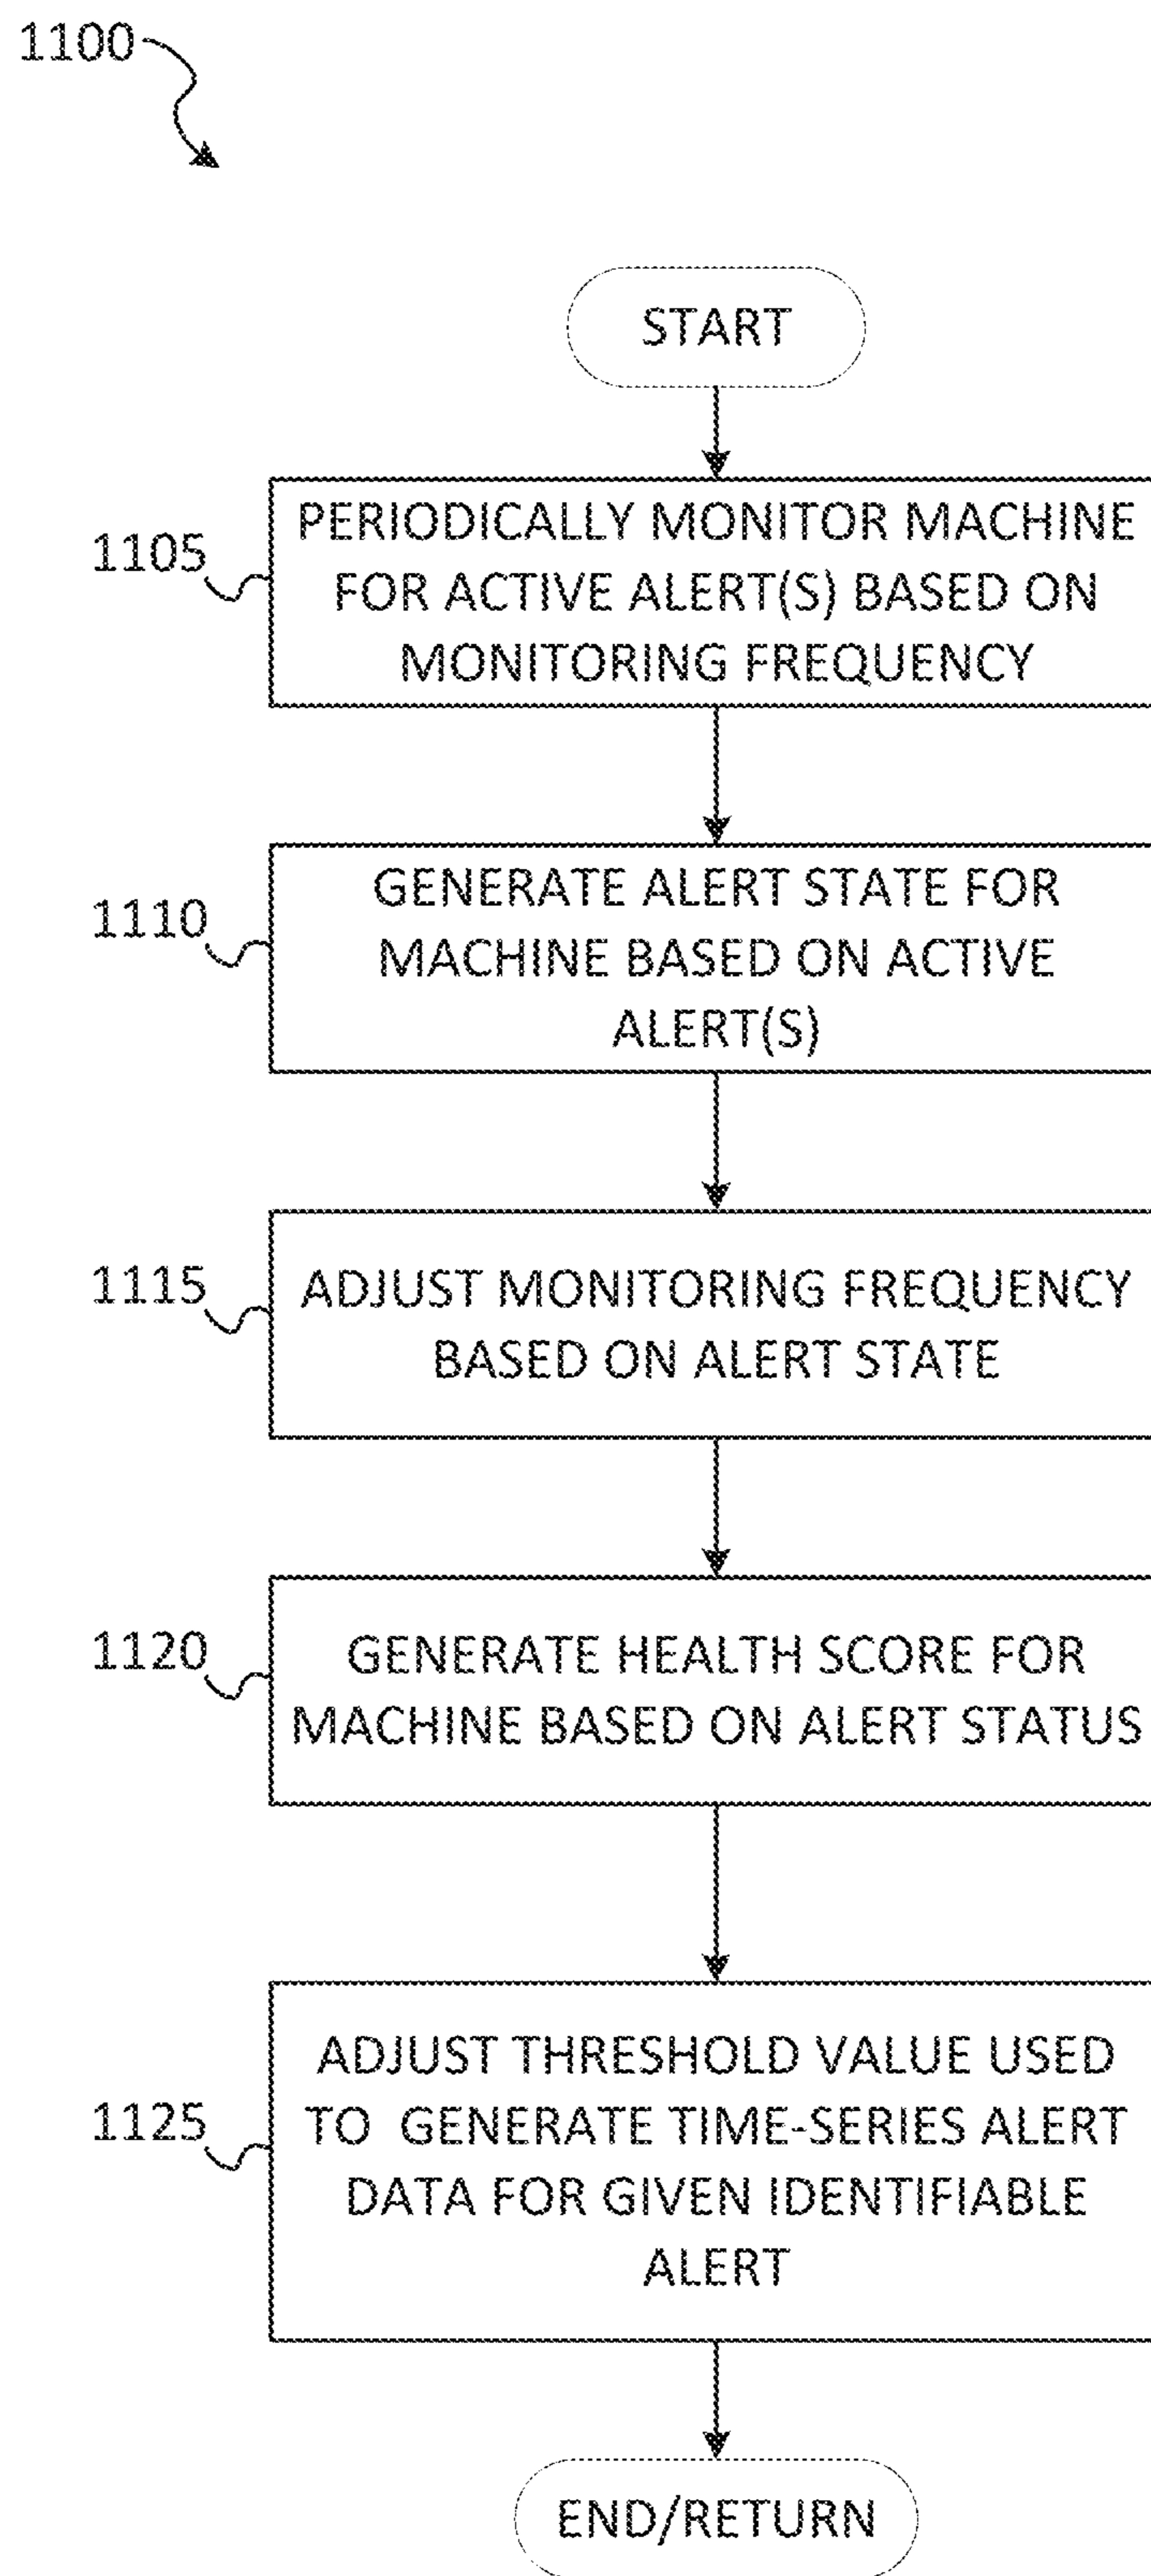 1100
START
1105
PERIODICALLY MONITOR MACHINE
FOR ACTIVE ALERT(S) BASED ON
MONITORING FREQUENCY
1110
GENERATE ALERT STATE FOR
MACHINE BASED ON ACTIVE
ALERT(S)
1115
ADJUST MONITORING FREQUENCY
BASED ON ALERT STATE
1120
GENERATE HEALTH SCORE FOR
MACHINE BASED ON ALERT STATUS
1125
ADJUST THRESHOLD VALUE USED
TO GENERATE TIME-SERIES ALERT
DATA FOR GIVEN IDENTIFIABLE
ALERT
END/RETURN